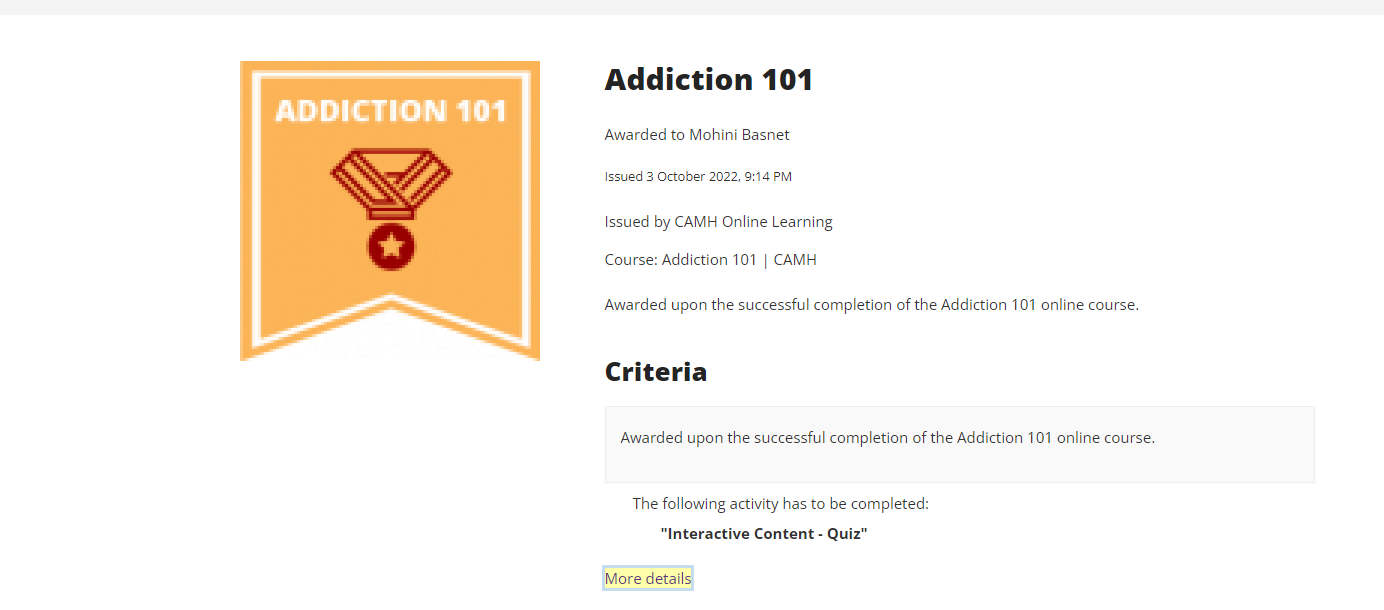 ADDICTION 101
Addiction 101
Awarded to Mohini Basnet
Issued 3 October 2022, 9:14 PM
Issued by CAMH Online Learning
Course: Addiction 101 | CAMH
Awarded upon the successful completion of the Addiction 101 online course.
Criteria
Awarded upon the successful completion of the Addiction 101 online course.
The following activity has to be completed:
"Interactive Content - Quiz"
More details